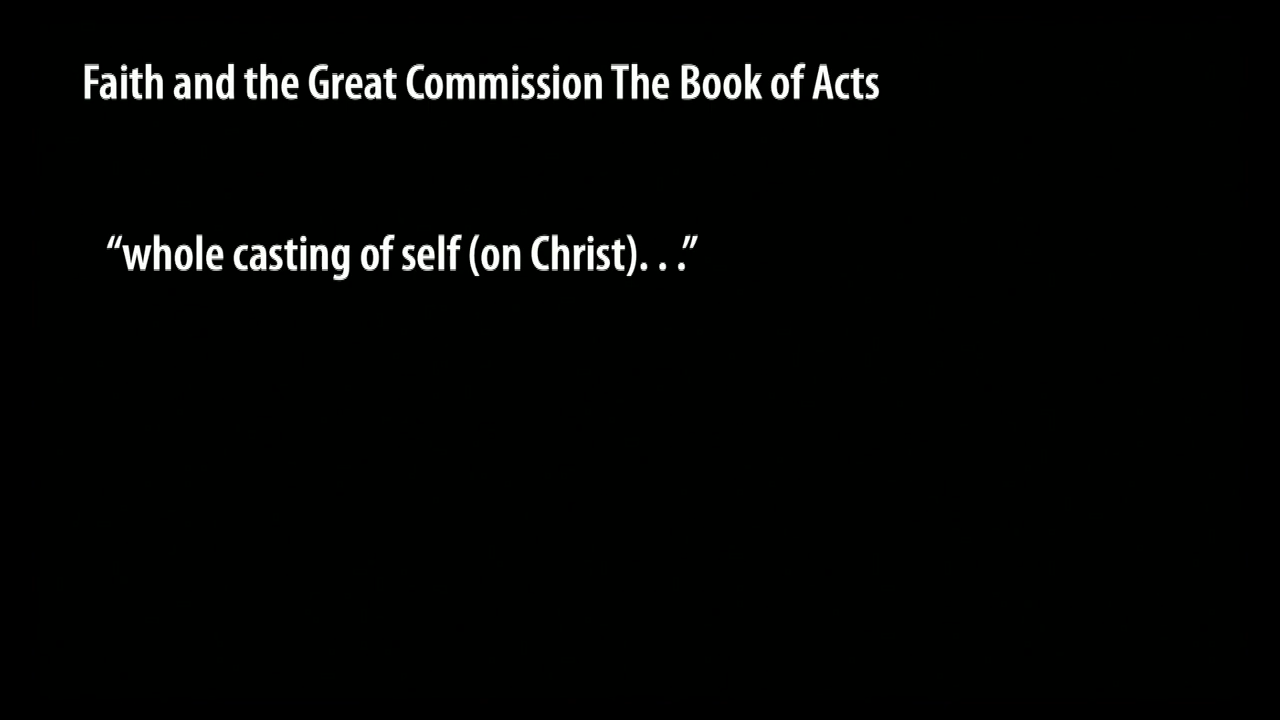 Faith and the Great Commission The Book of Acts
“whole casting of self (on Christ). . .”